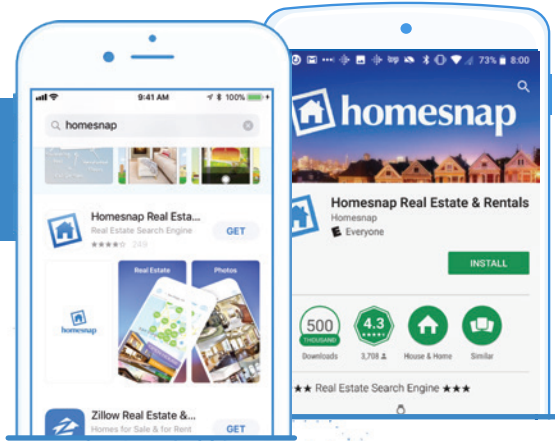 9:41 AM
100%
homesnap
Homesnap Real Esta...
Real Estate Search Engine
249
GET
homesnap
Real Estate
Photos
Zillow Real Estate &...
Homes for Sale & for Rent
GET
73% 8:00
homesnap
Homesnap Real Estate & Rentals
Homesnap
E Everyone
INSTALL
500
THOUSAND
4.3
Downloads
3,708
House & Home
Similar
★★ Real Estate Search Engine ★★★